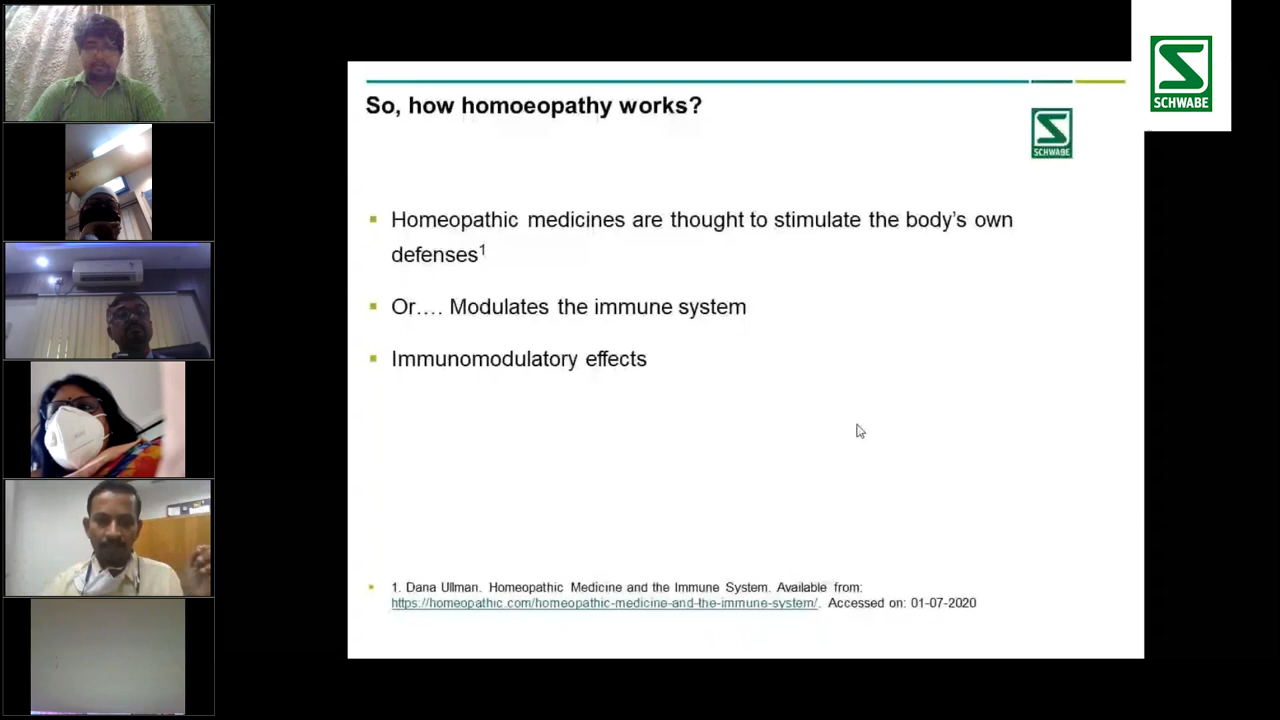 SCHWABE
So, how homoeopathy works?
SCHWABE
Homeopathic medicines are thought to stimulate the body's own
defenses1
Or…. Modulates the immune system
Immunomodulatory effects
1. Dana Ullman. Homeopathic Medicine and the Immune System. Available from:
https://homeopathic.com/homeopathic-medicine-and-the-immune-system/. Accessed on: 01-07-2020